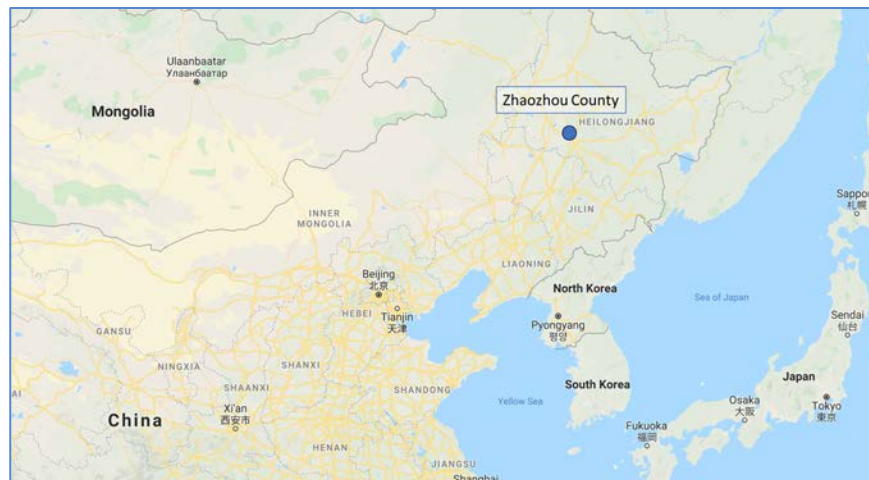 Ulaanbaatar
Улаанбаатар
Mongolia
Zhaozhou County
HEILONGJIANG
JILIN
INNER
MONGOLIA
LIAONING
Beijing
北京
HEBEI
Tianjin
天津
North Korea
Pyongyang
평양
South Korea
Sea of Japan
Sapporo
札幌
Sendai
仙台
Japan
Tokyo
東京
Osaka
大阪
Fukuoka
福岡
Yellow Sea
GANSU
NINGXIA
SHAANXI
SHANXI
SHANDONG
China
Xi'an
西安市
HENAN
JIANGSU
Shanghai